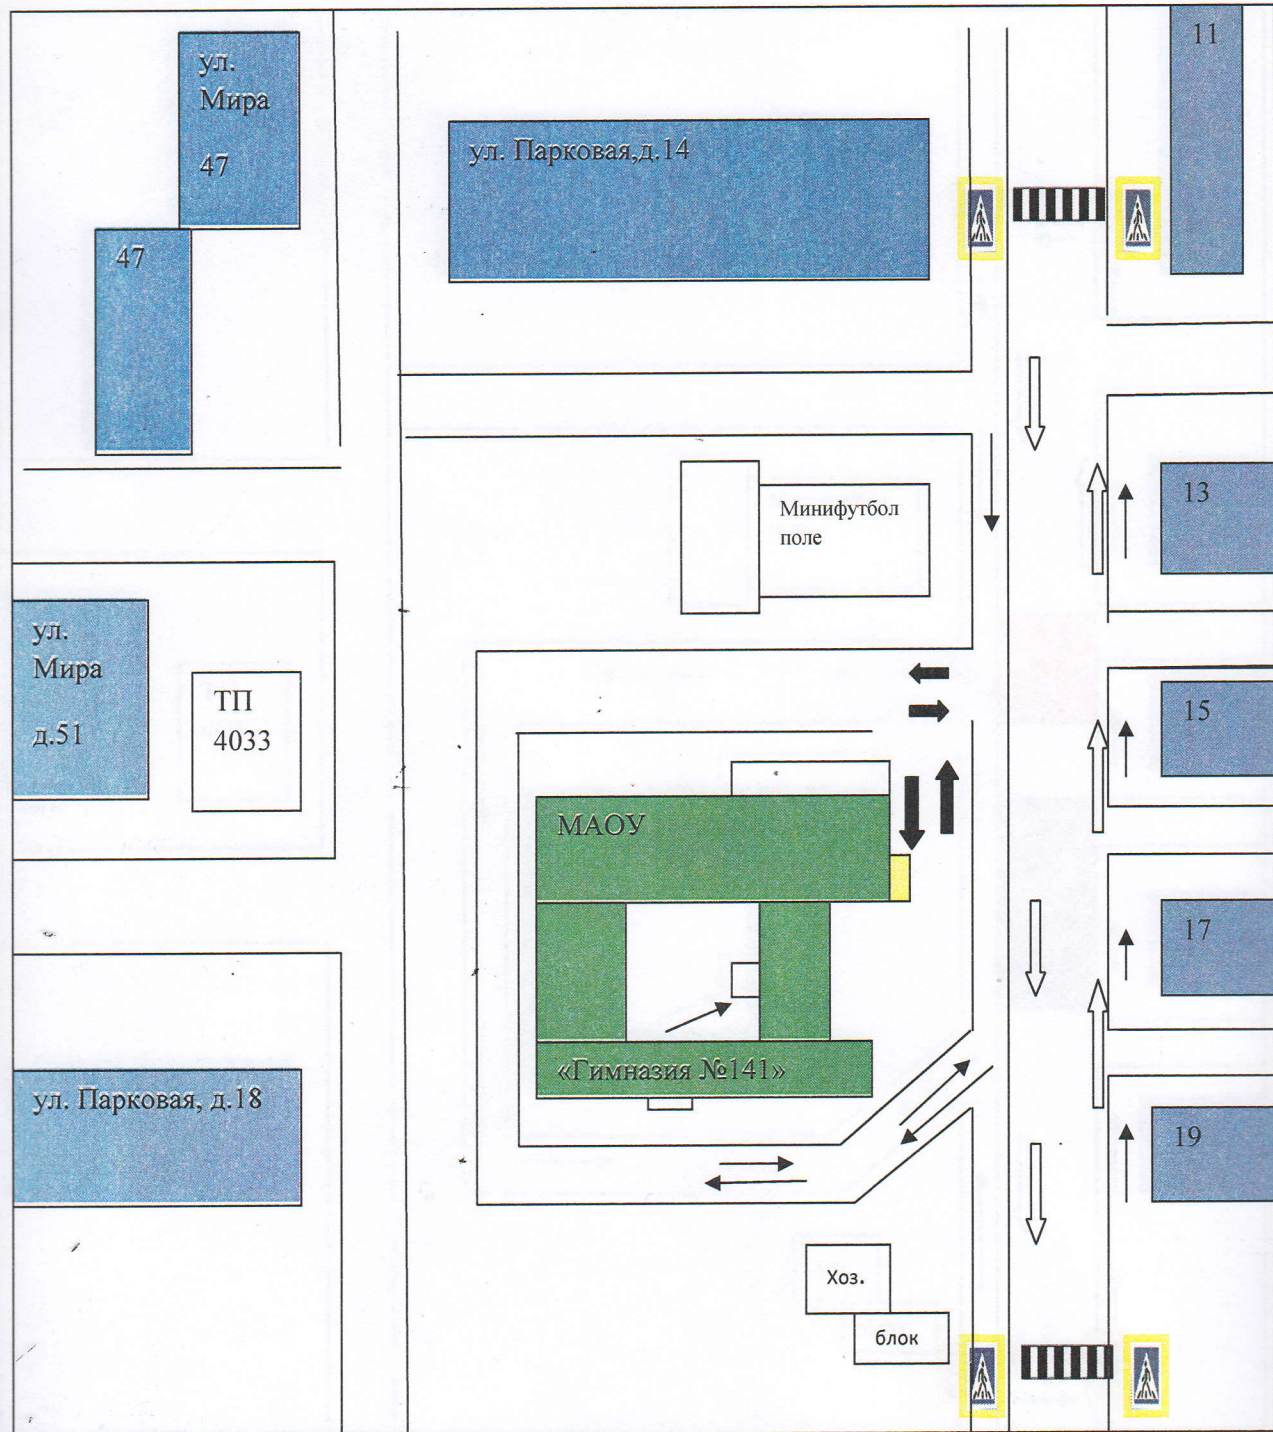 ул.
Мира
47
47
ул. Парковая,д.14
11
Минифутбол
поле
13
ул.
Мира
д.51
ТП
4033
15
МАОУ
17
«Гимназия №141»
ул. Парковая, д.18
19
Хоз.
блок